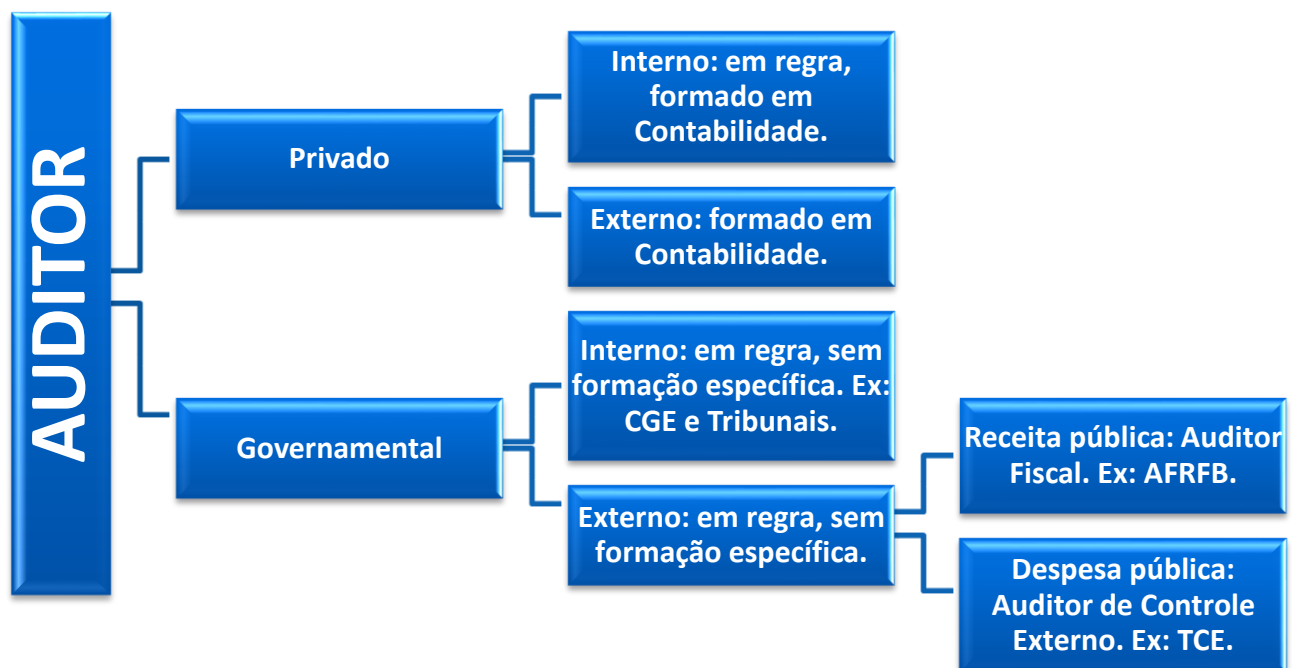 AUDITOR
Privado
Interno: em regra,
formado em
Contabilidade.
Externo: formado em
Contabilidade.
Governamental
Interno: em regra, sem
formação específica. Ex:
CGE e Tribunais.
Externo: em regra, sem
formação específica.
Receita pública: Auditor
Fiscal. Ex: AFRFB.
Despesa pública:
Auditor de Controle
Externo. Ex: TCE.